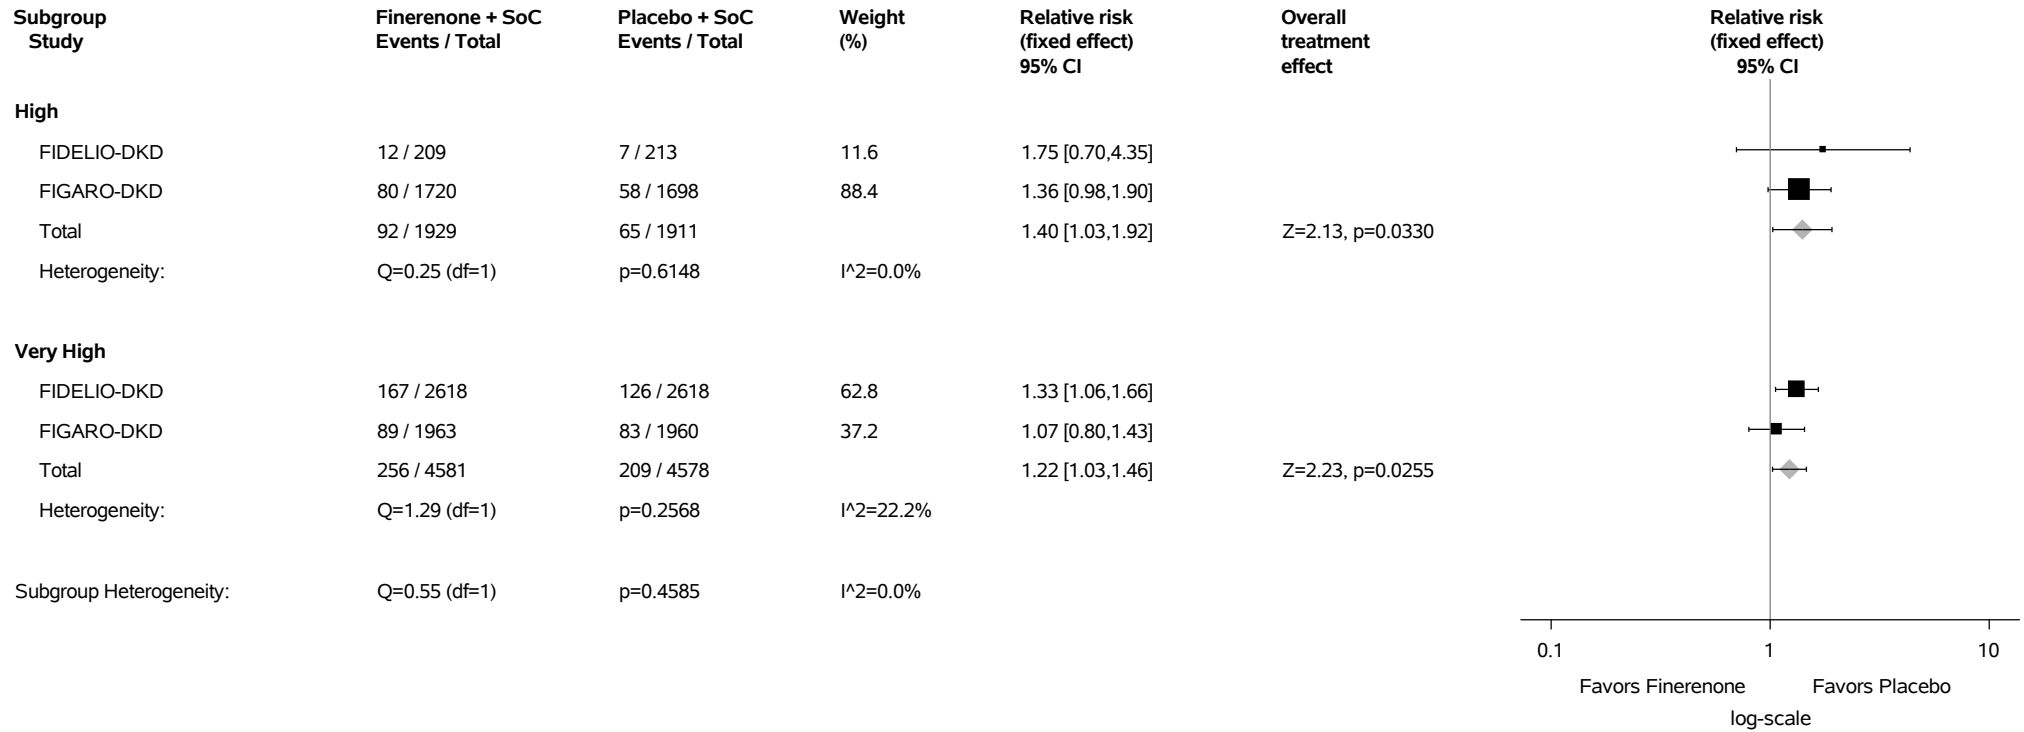 Subgroup Finerenone + SoC Placebo + SoC Weight Relative risk Overall Relative risk
Study Events / Total Events / Total (%) (fixed effect) treatment (fixed effect)
95% CI effect 95% CI
High
FIDELIO-DKD 12 / 209 7 / 213 11.6 1.75 [0.70,4.35]
FIGARO-DKD 80 / 1720 58 / 1698 88.4 1.36 [0.98,1.90]
Total 92 / 1929 65 / 1911 1.40 [1.03,1.92] Z=2.13, p=0.0330
Heterogeneity: Q=0.25 (df=1) p=0.6148 I^2=0.0%
Very High
FIDELIO-DKD 167 / 2618 126 / 2618 62.8 1.33 [1.06,1.66]
FIGARO-DKD 89 / 1963 83 / 1960 37.2 1.07 [0.80,1.43]
Total 256 / 4581 209 / 4578 1.22 [1.03,1.46] Z=2.23, p=0.0255
Heterogeneity: Q=1.29 (df=1) p=0.2568 I^2=22.2%
Subgroup Heterogeneity: Q=0.55 (df=1) p=0.4585 I^2=0.0%
0.1 1 10
Favors Finerenone Favors Placebo
log-scale